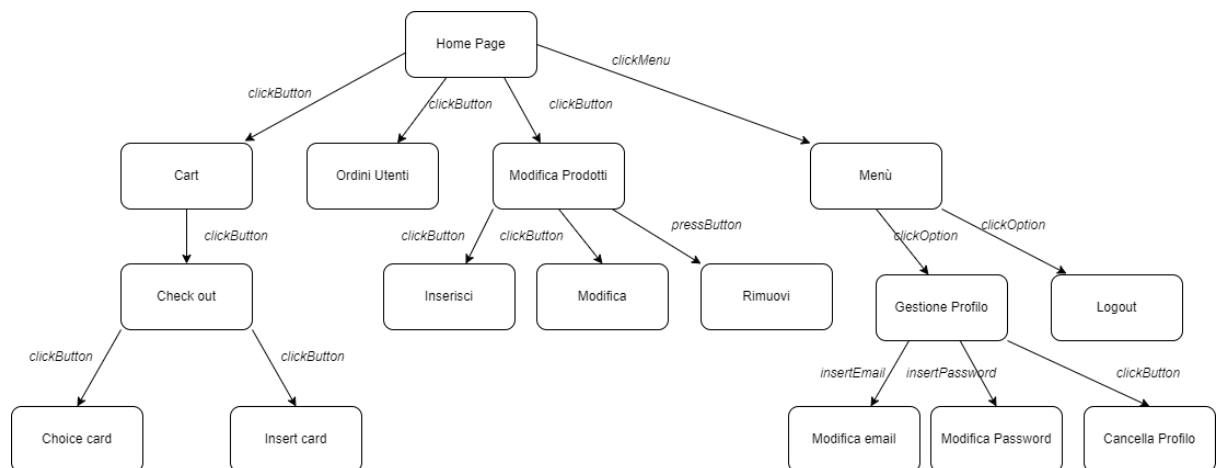 Home Page
clickMenu
clickButton
clickButton
clickButton
Cart
Ordini Utenti
Modifica Prodotti
Menù
clickButton
clickButton
clickButton
pressButton
clickOption
clickOption
Check out
Inserisci
Modifica
Rimuovi
Gestione Profilo
Logout
clickButton
clickButton
insertEmail
insertPassword
clickButton
Choice card
Insert card
Modifica email
Modifica Password
Cancella Profilo